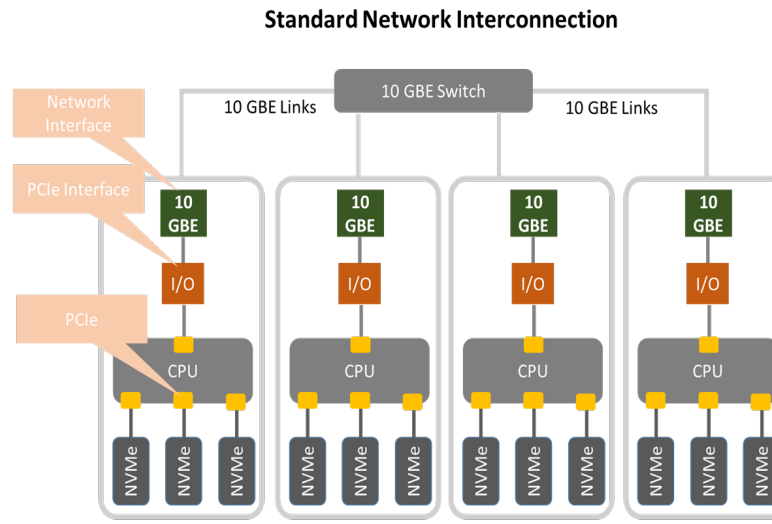 Standard Network Interconnection
10 GBE Switch
10 GBE Links
10 GBE Links
Network
Interface
PCIe Interface
PCIe
10
GBE
10
GBE
10
GBE
10
GBE
I/O
I/O
I/O
I/O
CPU
CPU
CPU
CPU
NVMe
NVMe
NVMe
NVMe
NVMe
NVMe
NVMe
NVMe
NVMe
NVMe
NVMe
NVMe